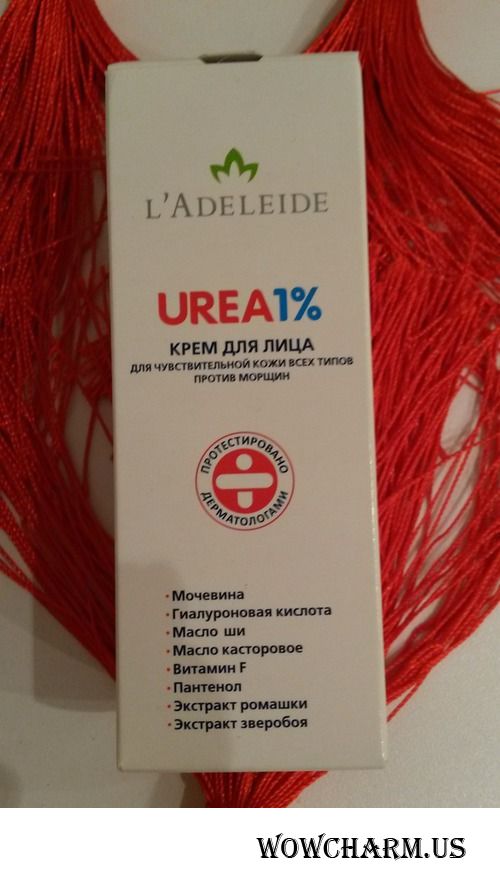 L'ADELEIDE
UREA1%
КРЕМ ДЛЯ ЛИЦА
ДЛЯ ЧУВСТВИТЕЛЬНОЙ КОЖИ ВСЕХ ТИПОВ
ПРОТИВ МОРЩИН
ПРОТЕСТИРОВАНО
ДЕРМАТОЛОГАМИ
• Мочевина
• Гиалуроновая кислота
• Масло ши
• Масло касторовое
• Витамин F
• Пантенол
• Экстракт ромашки
• Экстракт зверобоя
WOWCHARM.US